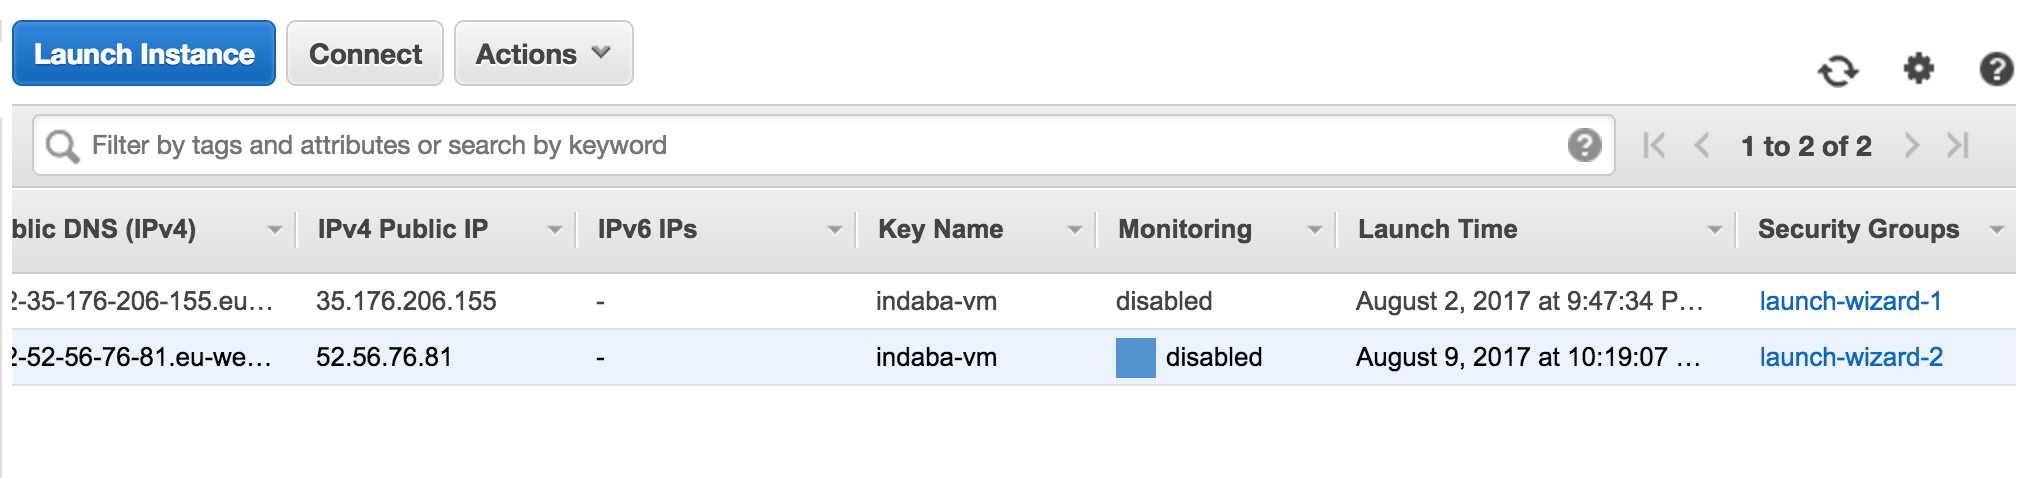 Launch Instance Connect Actions
Filter by tags and attributes or search by keyword ? 1 to 2 of 2
blic DNS (IPv4) IPv4 Public IP IPv6 IPs Key Name Monitoring Launch Time Security Groups
2-35-176-206-155.eu... 35.176.206.155 - indaba-vm disabled August 2, 2017 at 9:47:34 P... launch-wizard-1
2-52-56-76-81.eu-we... 52.56.76.81 - indaba-vm disabled August 9, 2017 at 10:19:07 ... launch-wizard-2